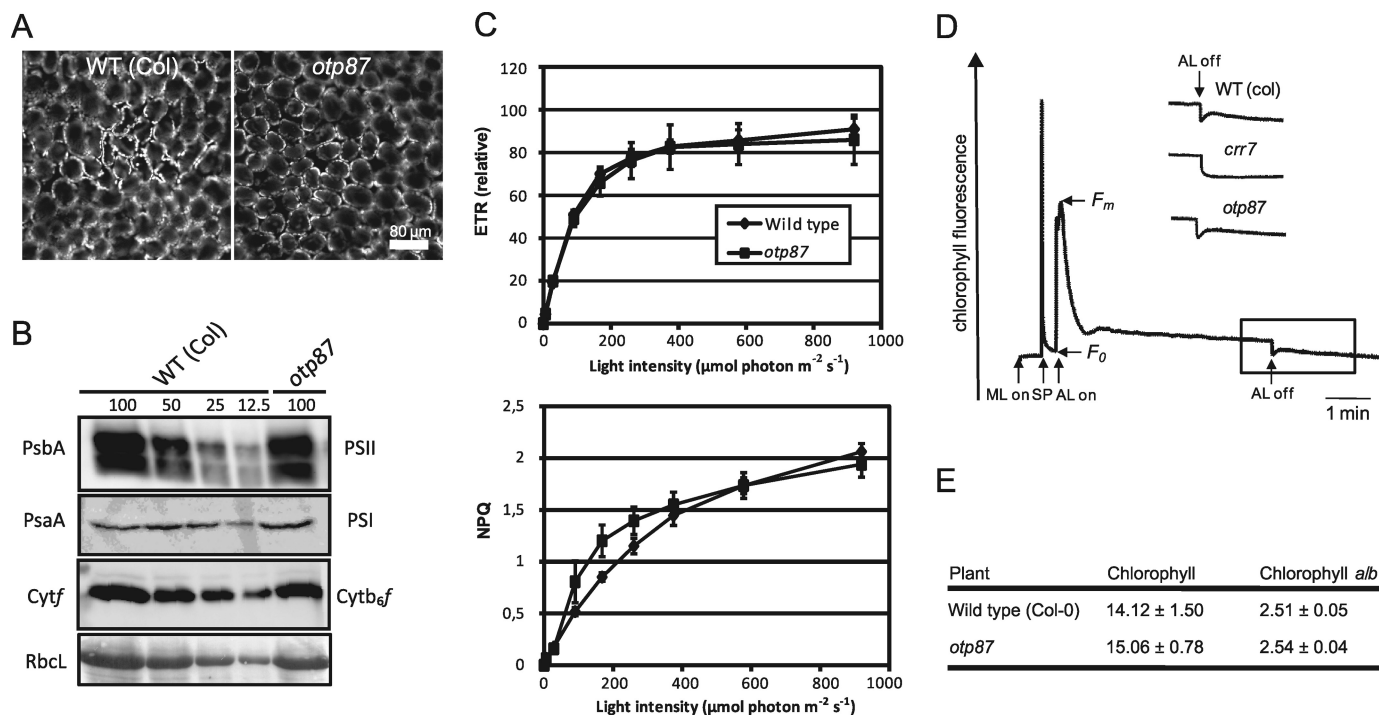 A
WT (Col)
otp87
80 µm
B
WT (Col)
otp87
100 50 25 12.5 100
PsbA PSII
PsaA PSI
Cytf Cytb₆f
RbcL
C
120
100
80
60
40
20
0
ETR (relative)
Wild type
otp87
0 200 400 600 800 1000
Light intensity (µmol photon m⁻² s⁻¹)
2,5
2
1,5
1
0,5
0
NPQ
0 200 400 600 800 1000
Light intensity (µmol photon m⁻² s⁻¹)
D
chlorophyll fluorescence
AL off
WT (col)
crr7
otp87
Fm
F0
ML on SP AL on
AL off
1 min
E
Plant Chlorophyll Chlorophyll a/b
Wild type (Col-0) 14.12 ± 1.50 2.51 ± 0.05
otp87 15.06 ± 0.78 2.54 ± 0.04